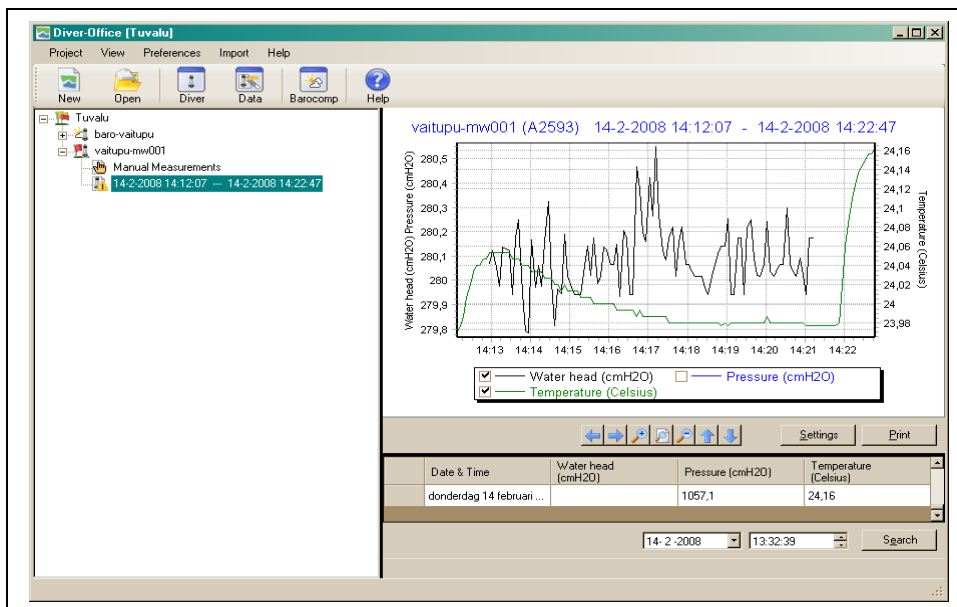 Diver-Office [Tuvalu]
Project View Preferences Import Help
New Open Diver Data Barocomp Help
Tuvalu
baro-vaitupu
vaitupu-mw001
Manual Measurements
14-2-2008 14:12:07 --- 14-2-2008 14:22:47
vaitupu-mw001 (A2593) 14-2-2008 14:12:07 - 14-2-2008 14:22:47
Water head (cmH2O) Pressure (cmH2O)
280,5
280,4
280,3
280,2
280,1
280
279,9
279,8
24,16
24,14
24,12
24,1
24,08
24,06
24,04
24,02
24
23,98
Temperature (Celsius)
14:13 14:14 14:15 14:16 14:17 14:18 14:19 14:20 14:21 14:22
Water head (cmH2O) Pressure (cmH2O)
Temperature (Celsius)
Settings Print
Date & Time Water head (cmH2O) Pressure (cmH2O) Temperature (Celsius)
donderdag 14 februari ... 1057,1 24,16
14- 2 -2008 13:32:39 Search